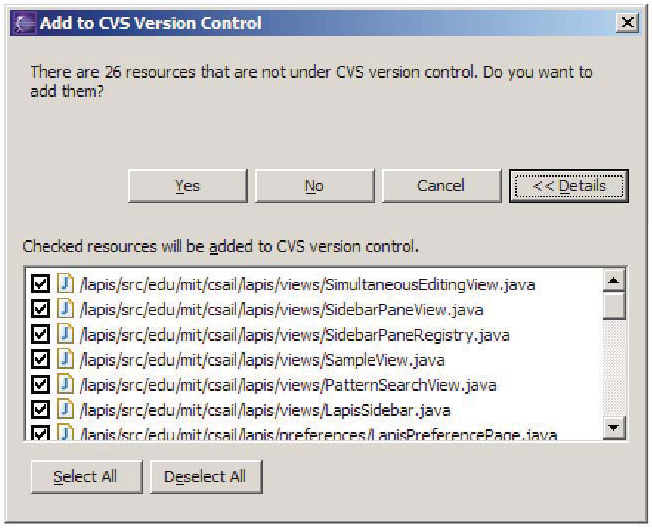 Add to CVS Version Control
There are 26 resources that are not under CVS version control. Do you want to
add them?
Yes
No
Cancel
<< Details
Checked resources will be added to CVS version control.
/lapis/src/edu/mit/csail/lapis/views/SimultaneousEditingView.java
/lapis/src/edu/mit/csail/lapis/views/SidebarPaneView.java
/lapis/src/edu/mit/csail/lapis/views/SidebarPaneRegistry.java
/lapis/src/edu/mit/csail/lapis/views/SampleView.java
/lapis/src/edu/mit/csail/lapis/views/PatternSearchView.java
/lapis/src/edu/mit/csail/lapis/views/LapisSidebar.java
/lapis/src/edu/mit/csail/lapis/preferences/LapisPreferencePage.java
Select All
Deselect All